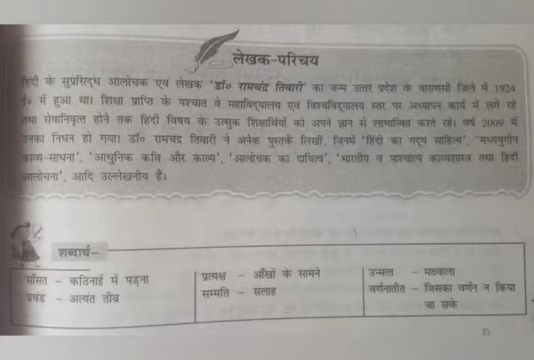 लेखक-परिचय
हिंदी के सुप्रसिद्ध आलोचक एवं लेखक 'डॉ० रामचंद्र तिवारी' का जन्म उत्तर प्रदेश के वाराणसी जिले में 1924
ई० में हुआ था। शिक्षा प्राप्ति के पश्चात वे महाविद्यालय एवं विश्वविद्यालय स्तर पर अध्यापन कार्य में लगे रहे
तथा सेवानिवृत्त होने तक हिंदी विषय के उत्सुक शिक्षार्थियों को अपने ज्ञान से लाभान्वित करते रहे। वर्ष 2009 में
उनका निधन हो गया। डॉ० रामचंद्र तिवारी ने अनेक पुस्तकें लिखीं, जिनमें 'हिंदी का गद्य साहित्य', 'मध्ययुगीन
काव्य-साधना', 'आधुनिक कवि और काव्य', 'आलोचक का दायित्व', 'भारतीय व पाश्चात्य काव्यशास्त्र तथा हिंदी
आलोचना', आदि उल्लेखनीय हैं।
शब्दार्थ–
साँसत – कठिनाई में पड़ना
प्रचंड – अत्यंत तीव्र
प्रत्यक्ष – आँखों के सामने
सम्मति – सलाह
उन्मत्त – मतवाला
वर्णनातीत – जिसका वर्णन न किया
जा सके